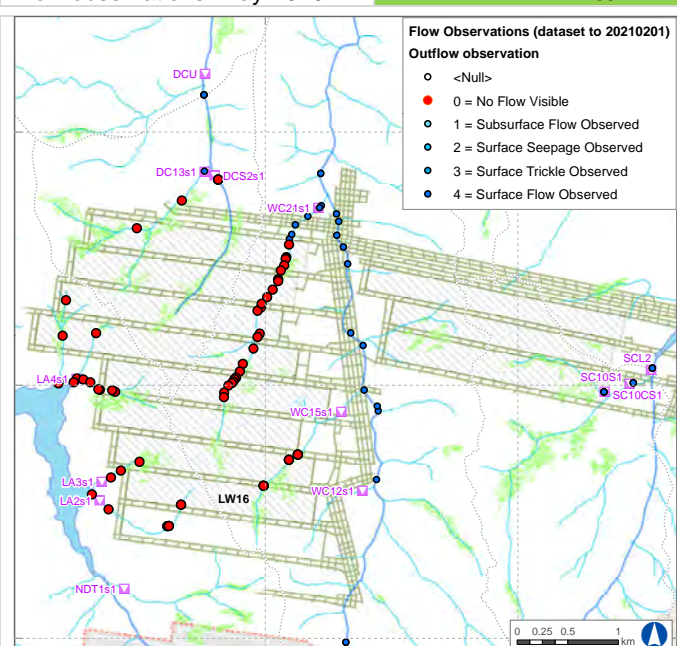 Flow Observations (dataset to 20210201)
Outflow observation
<Null>
0 = No Flow Visible
1 = Subsurface Flow Observed
2 = Surface Seepage Observed
3 = Surface Trickle Observed
4 = Surface Flow Observed
DCU
DC13s1
DCS2s1
WC21s1
SCL2
SC10S1
SC10CS1
LA4s1
WC15s1
LA3s1
LA2s1
LW16
WC12s1
NDT1s1
0 0.25 0.5 1
km